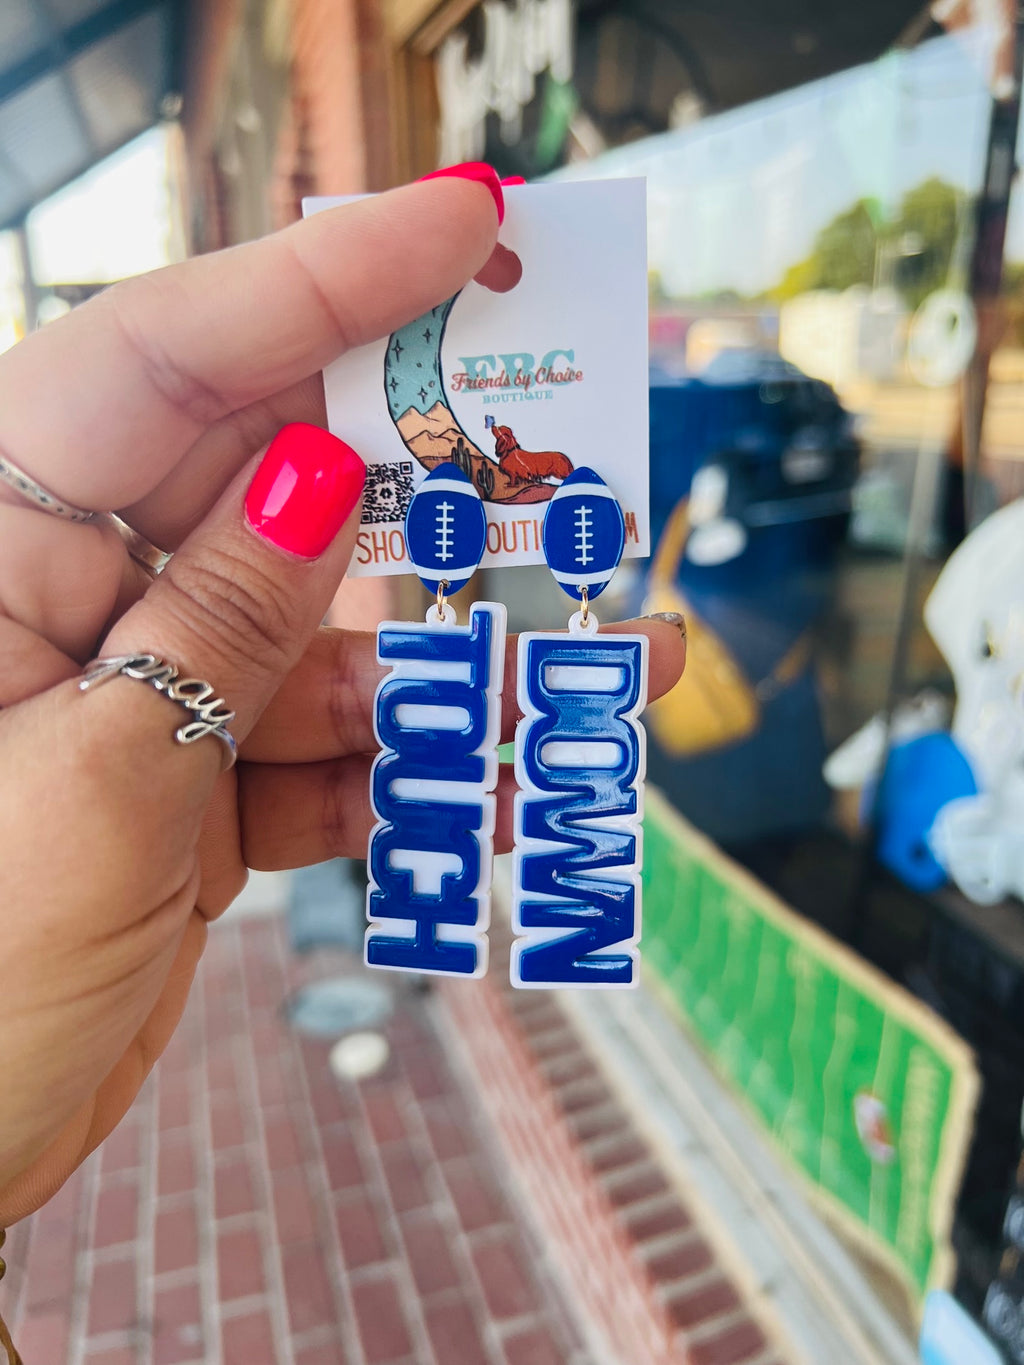 FBC
Friends by Choice
BOUTIQUE
TOUCH
DOWN
pray